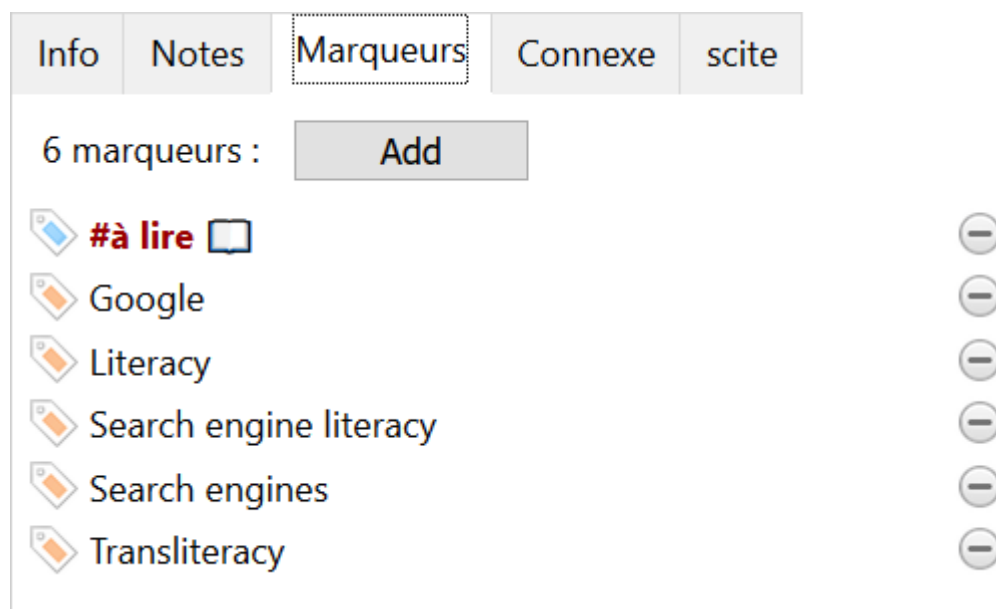 Info Notes Marqueurs Connexe scite
6 marqueurs : Add
#à lire 📖
Google
Literacy
Search engine literacy
Search engines
Transliteracy